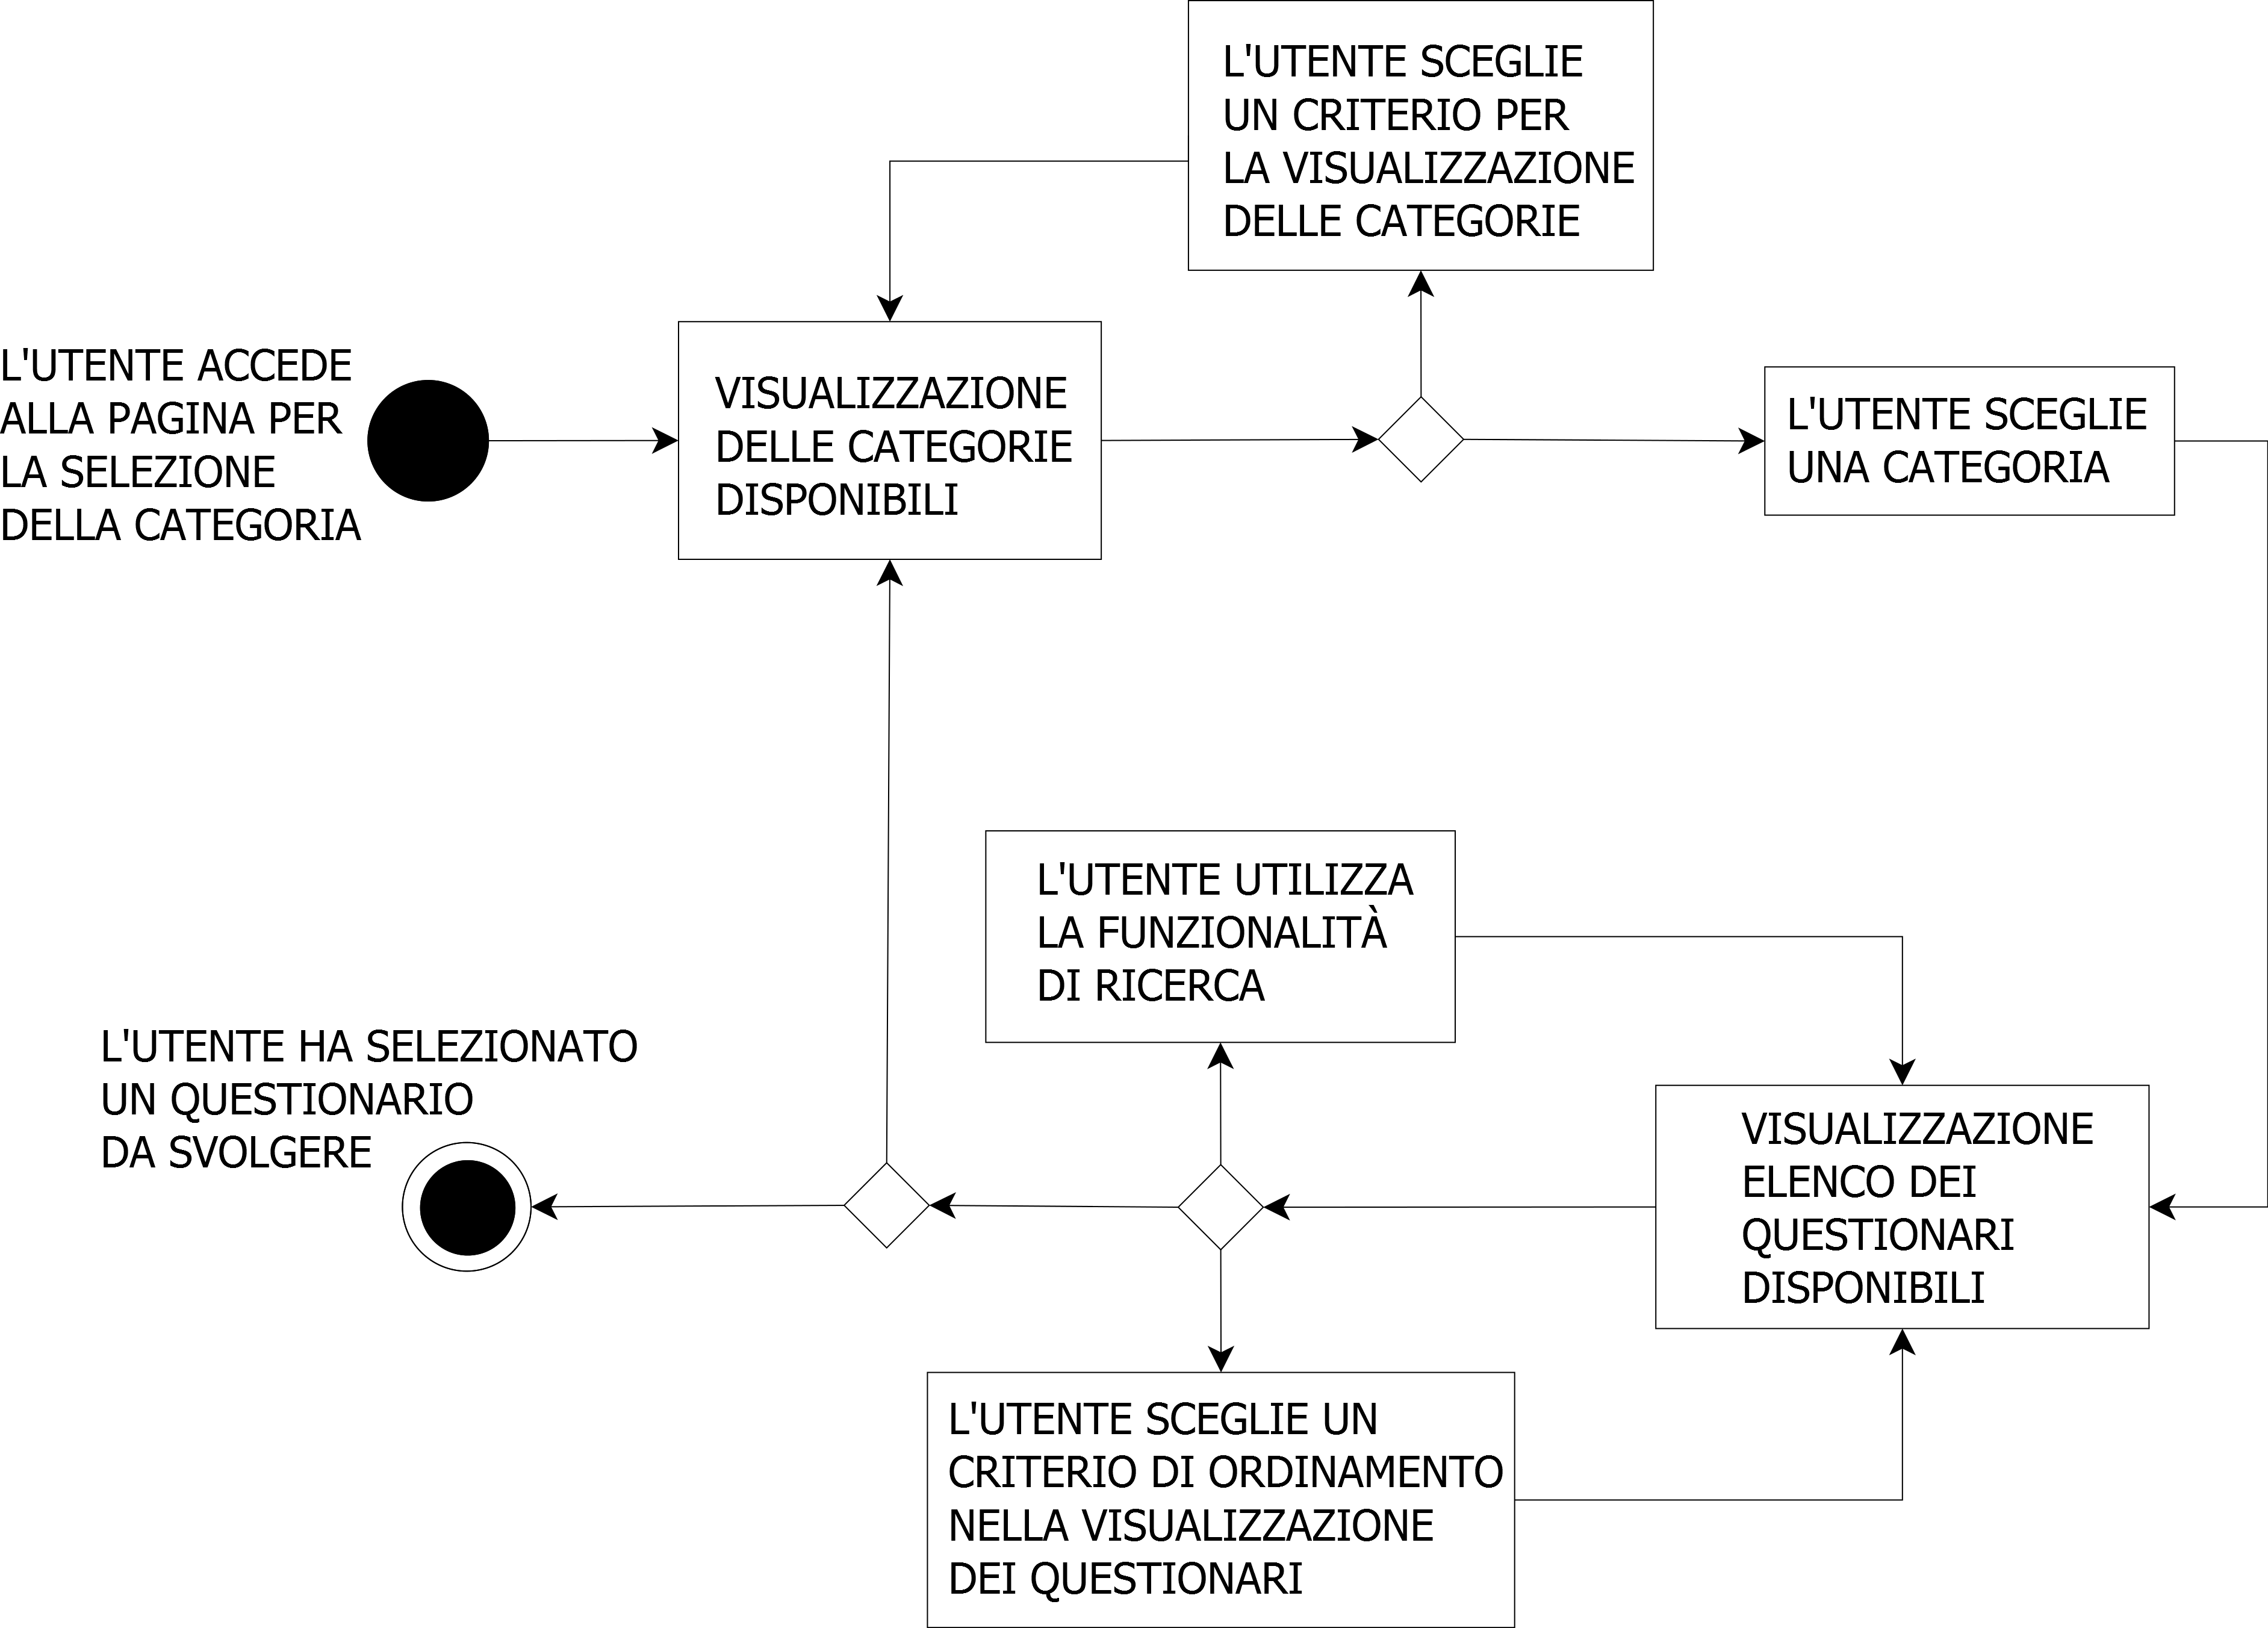 L'UTENTE SCEGLIE
UN CRITERIO PER
LA VISUALIZZAZIONE
DELLE CATEGORIE
L'UTENTE ACCEDE
ALLA PAGINA PER
LA SELEZIONE
DELLA CATEGORIA
VISUALIZZAZIONE
DELLE CATEGORIE
DISPONIBILI
L'UTENTE SCEGLIE
UNA CATEGORIA
L'UTENTE UTILIZZA
LA FUNZIONALITÀ
DI RICERCA
L'UTENTE HA SELEZIONATO
UN QUESTIONARIO
DA SVOLGERE
VISUALIZZAZIONE
ELENCO DEI
QUESTIONARI
DISPONIBILI
L'UTENTE SCEGLIE UN
CRITERIO DI ORDINAMENTO
NELLA VISUALIZZAZIONE
DEI QUESTIONARI